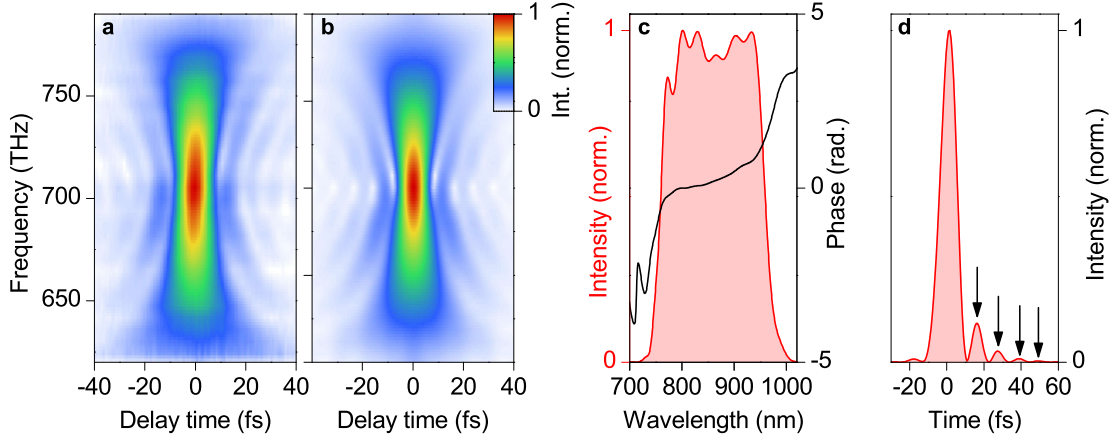 a
b
1
Int. (norm.)
0
750
700
650
Frequency (THz)
-40 -20 0 20 40
-20 0 20 40
Delay time (fs)
Delay time (fs)
c
1
0
Intensity (norm.)
5
0
-5
Phase (rad.)
700 800 900 1000
Wavelength (nm)
d
1
0
Intensity (norm.)
-20 0 20 40 60
Time (fs)